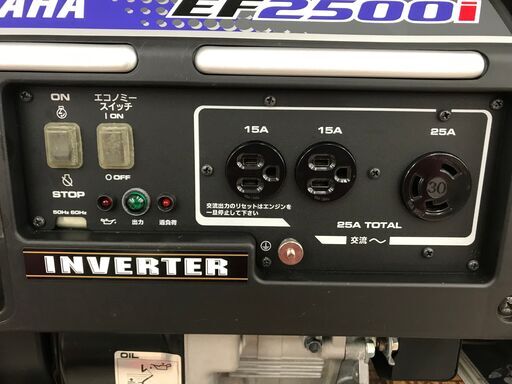 AHA
EF2500i
ON
エコノミー
スイッチ
I ON
STOP
○ OFF
50Hz 60Hz
出力
過負荷
15A
15A
25A
30
交流出力のリセットはエンジンを
一旦停止して下さい
25A TOTAL
交流 〜
INVERTER
OIL